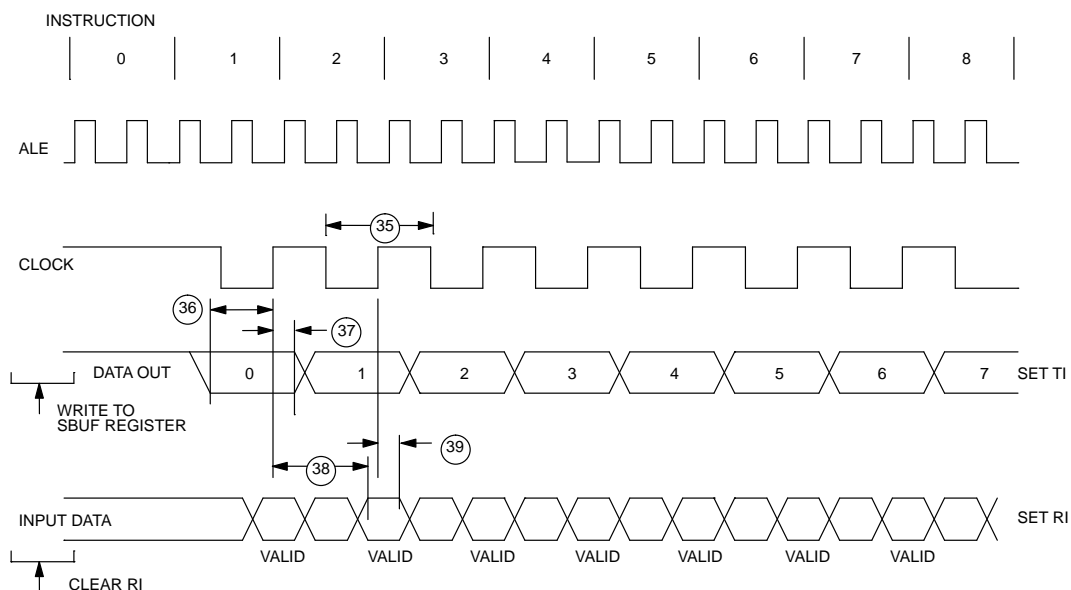 INSTRUCTION
0 1 2 3 4 5 6 7 8
ALE
35
CLOCK
36
37
DATA OUT 0 1 2 3 4 5 6 7 SET TI
WRITE TO
SBUF REGISTER
39
38
INPUT DATA SET RI
VALID VALID VALID VALID VALID VALID VALID
CLEAR RI